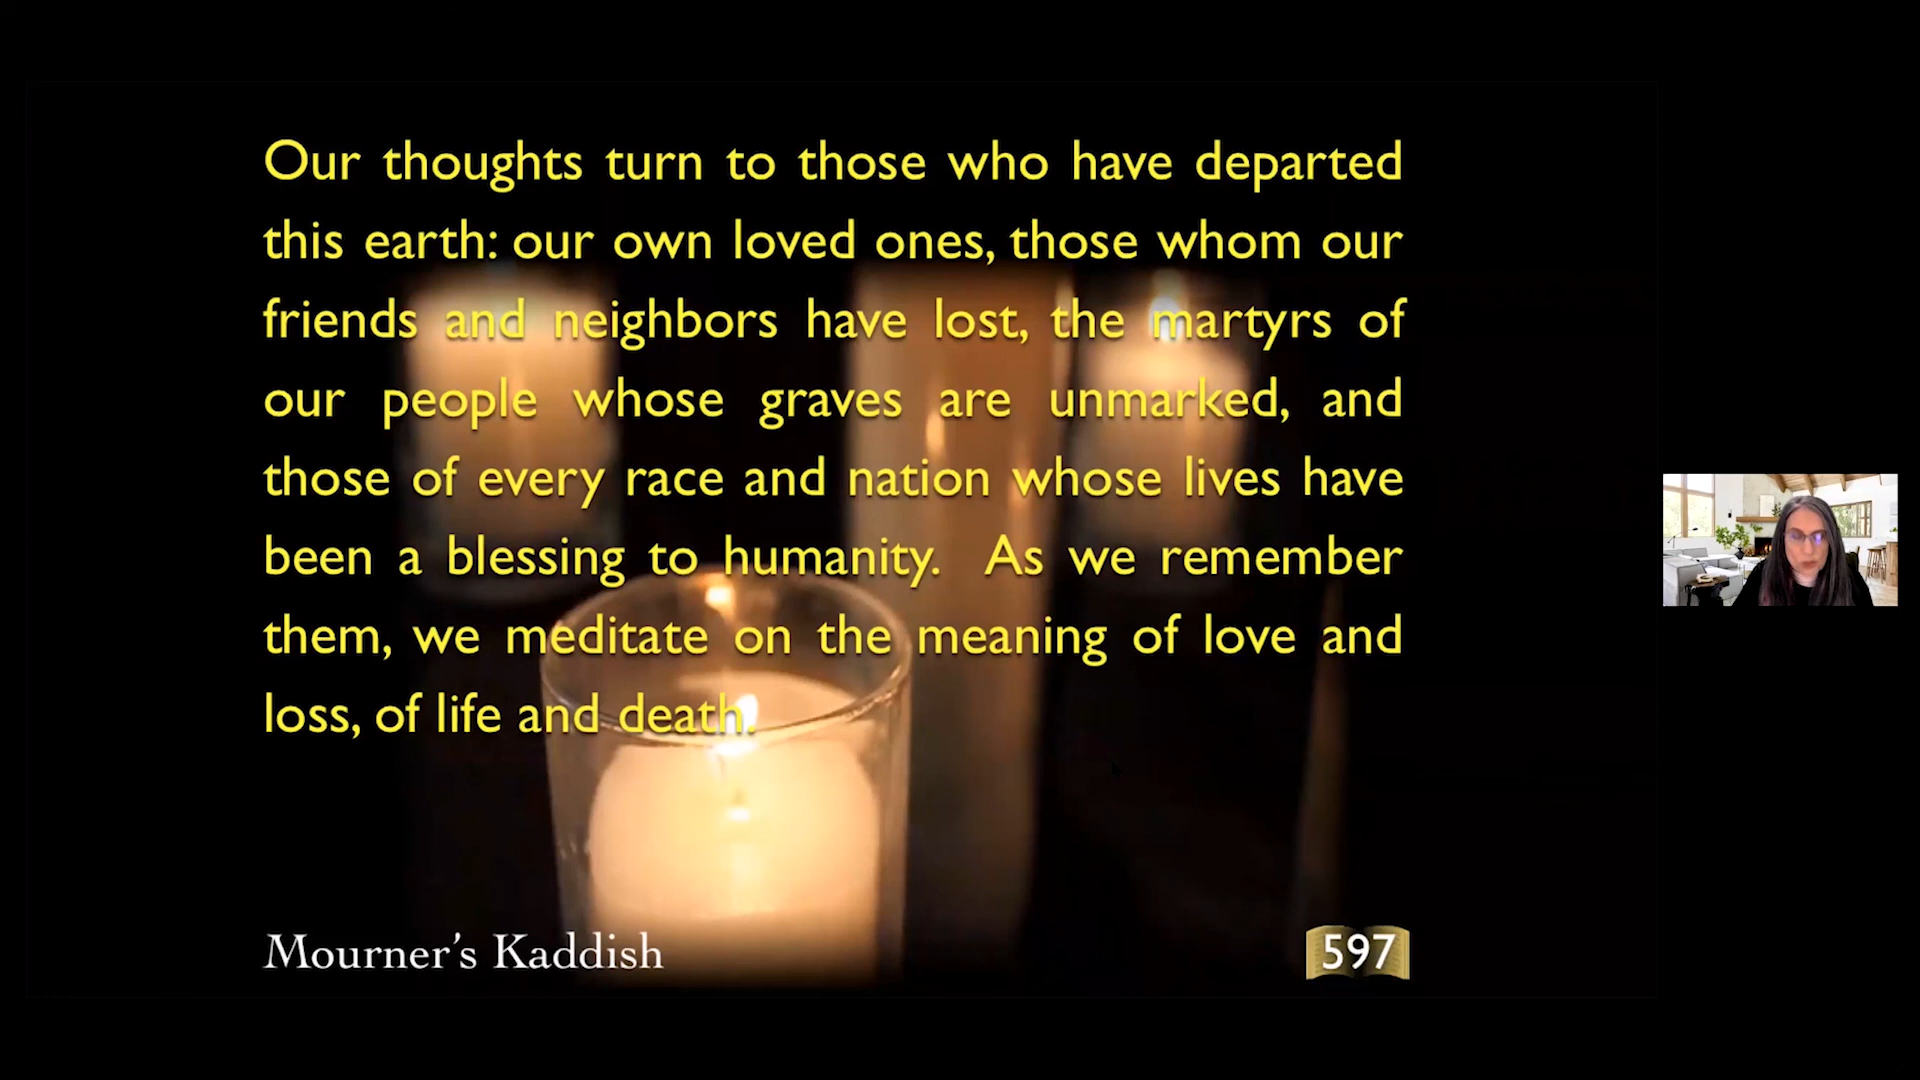 Our thoughts turn to those who have departed
this earth: our own loved ones, those whom our
friends and neighbors have lost, the martyrs of
our people whose graves are unmarked, and
those of every race and nation whose lives have
been a blessing to humanity. As we remember
them, we meditate on the meaning of love and
loss, of life and death.
Mourner's Kaddish
597